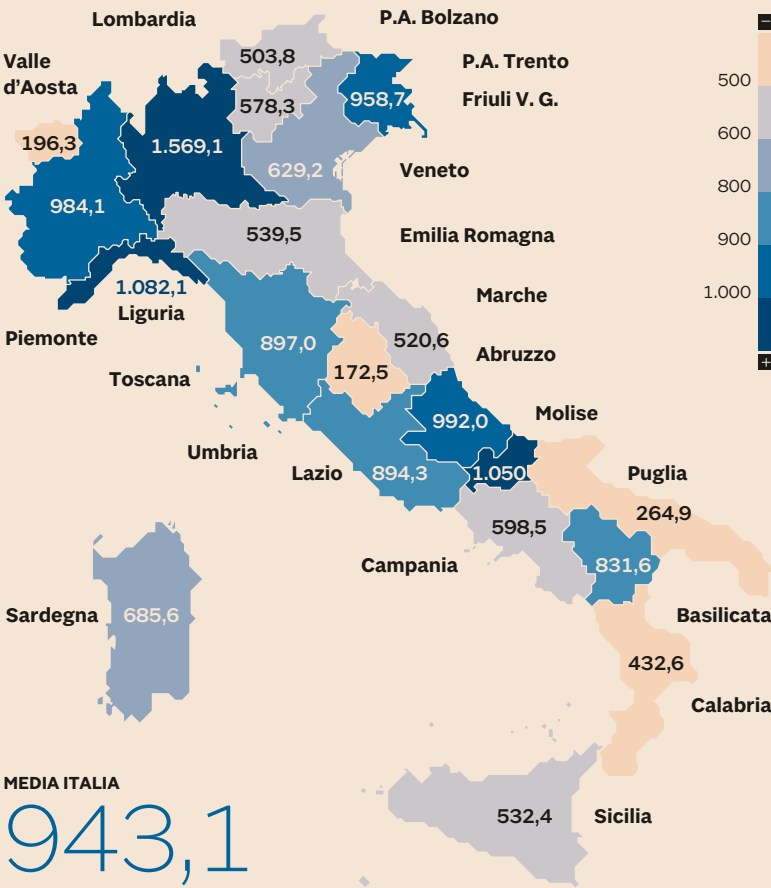 Lombardia
P.A. Bolzano
503,8
P.A. Trento
Valle
d'Aosta
578,3
958,7
Friuli V. G.
196,3
1.569,1
629,2
Veneto
984,1
539,5
Emilia Romagna
1.082,1
Liguria
Marche
Piemonte
897,0
520,6
Abruzzo
172,5
Toscana
992,0
Molise
Umbria
Lazio
894,3
1.050
Puglia
264,9
598,5
Campania
831,6
Sardegna
685,6
Basilicata
432,6
Calabria
532,4
Sicilia
–
500
600
800
900
1.000
+
MEDIA ITALIA
943,1